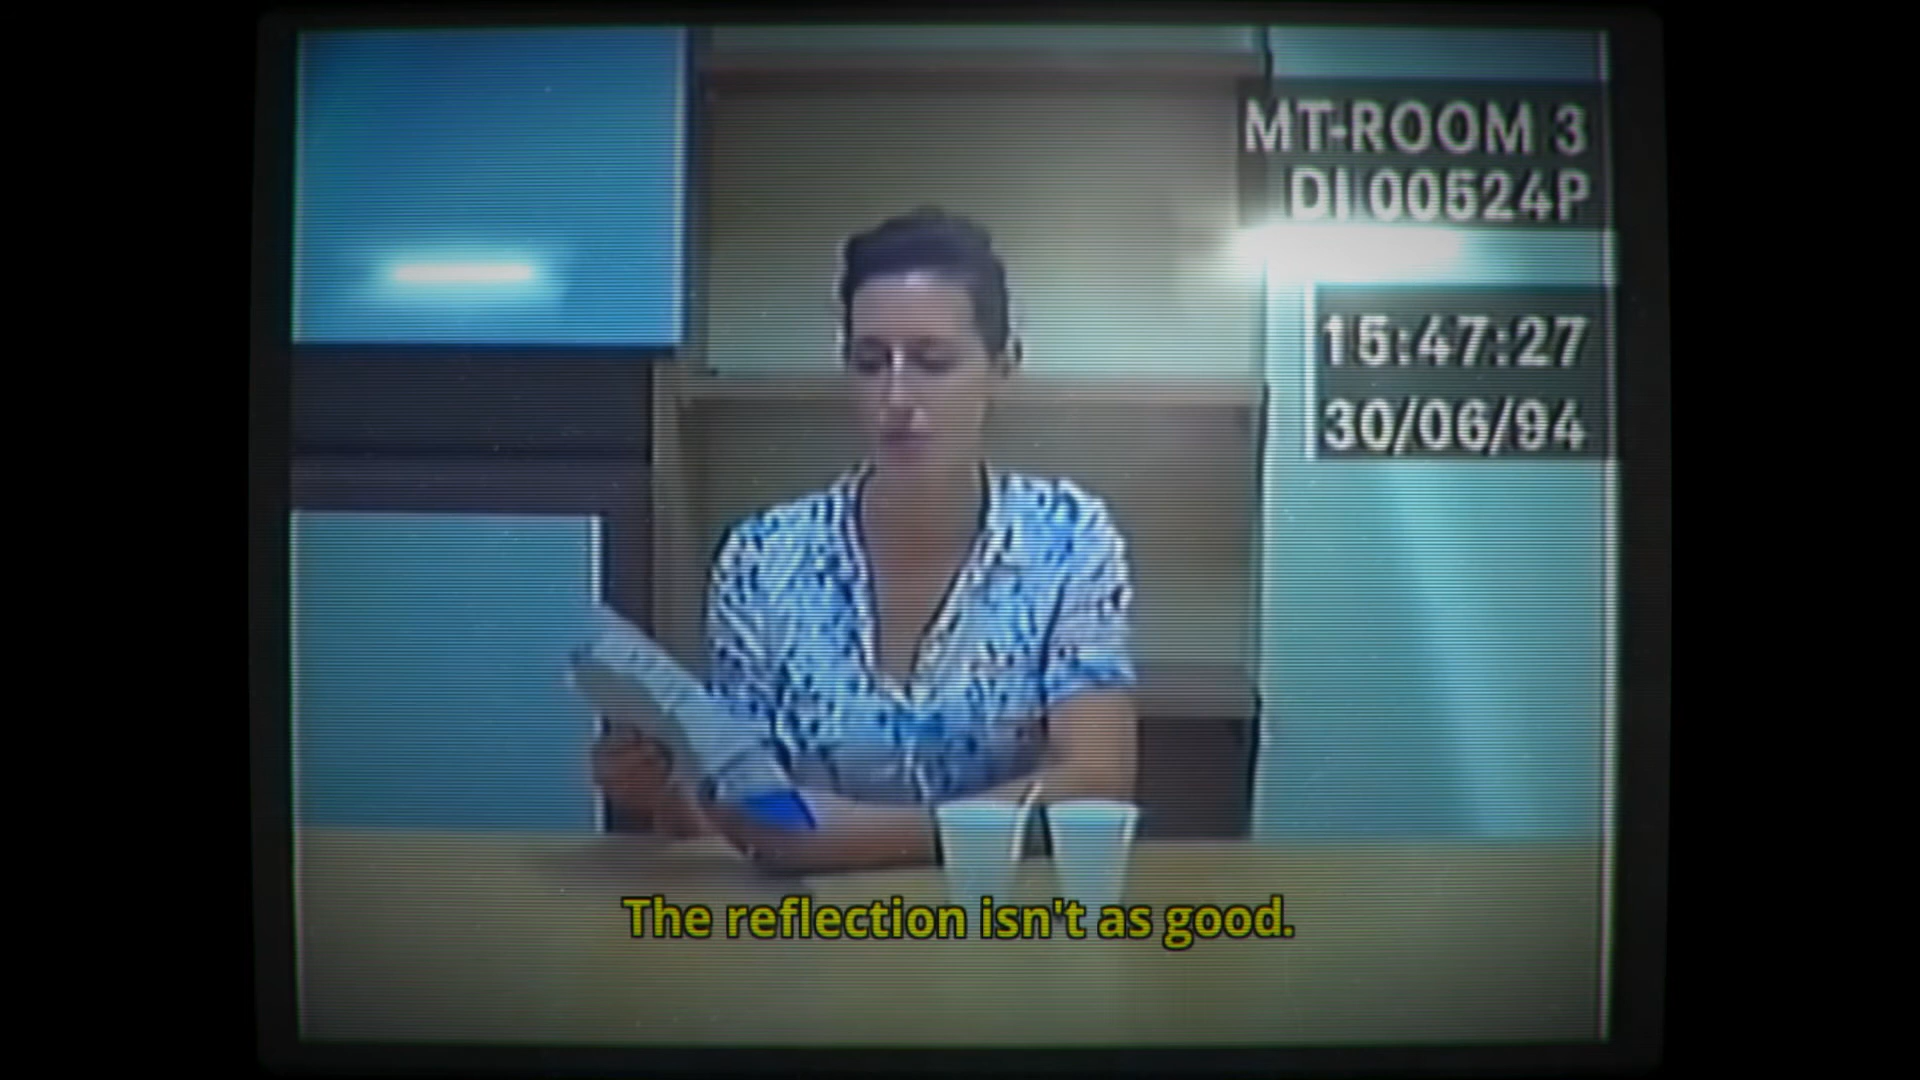 MT-ROOM 3
DI 00524P
15:47:27
30/06/94
The reflection isn't as good.